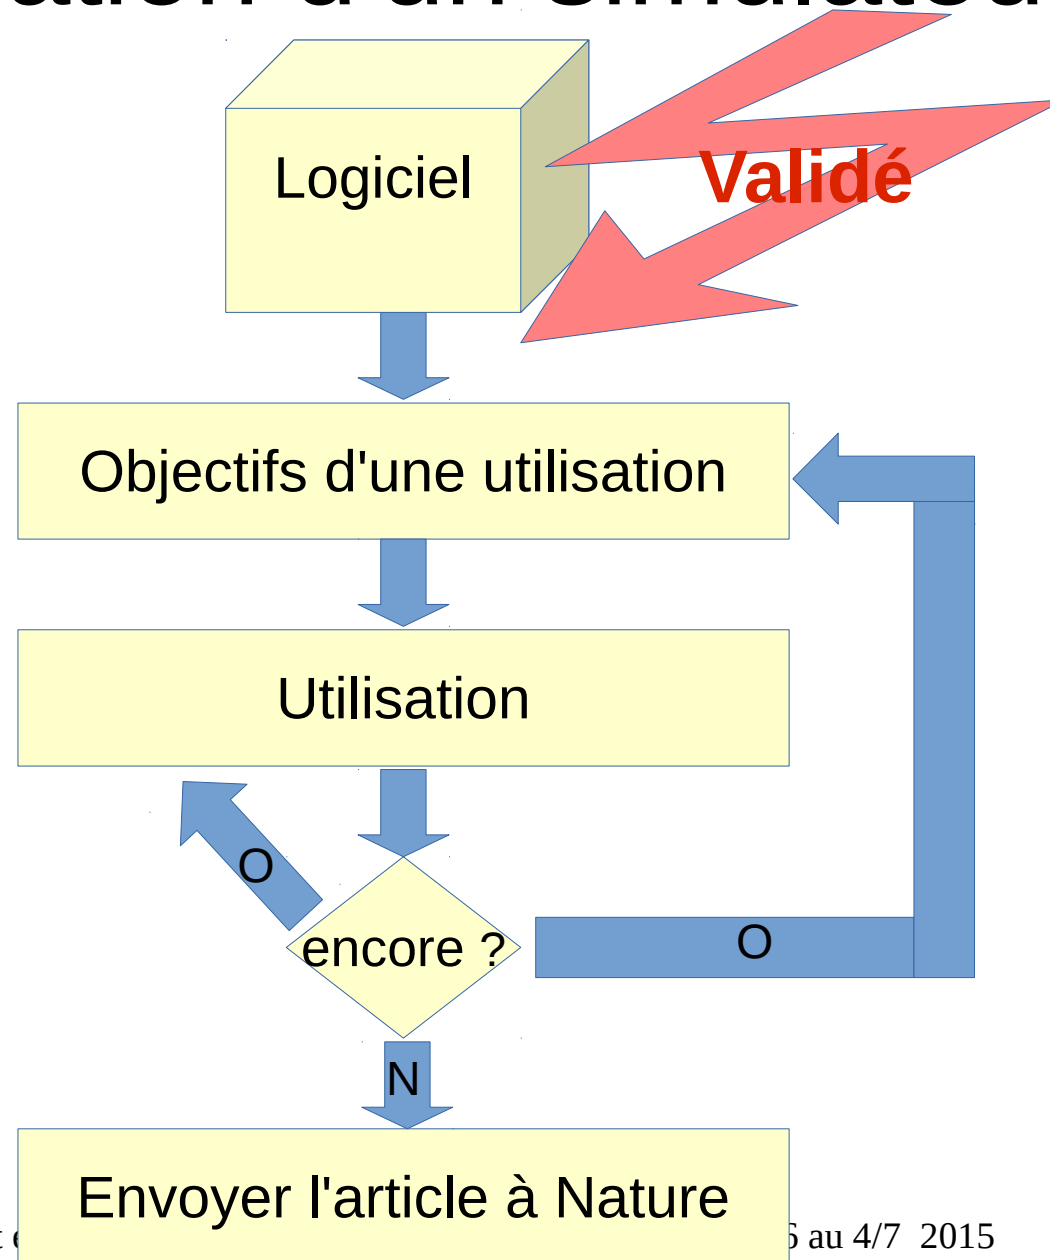 Logiciel
Validé
Objectifs d'une utilisation
Utilisation
O
encore ?
O
N
Envoyer l'article à Nature
au 4/7 2015